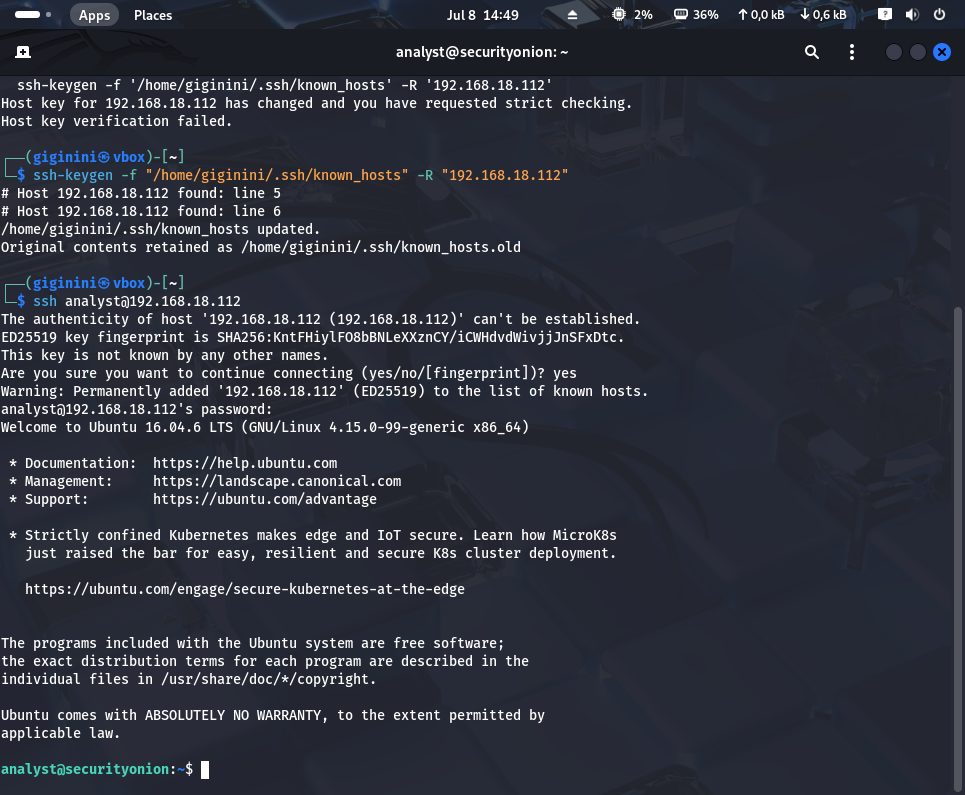 Apps Places Jul 8 14:49 2% 36% 0,0 kB 0,6 kB
analyst@securityonion: ~
ssh-keygen -f '/home/giginini/.ssh/known_hosts' -R '192.168.18.112'
Host key for 192.168.18.112 has changed and you have requested strict checking.
Host key verification failed.
┌──(giginini㉿vbox)-[~]
└─$ ssh-keygen -f "/home/giginini/.ssh/known_hosts" -R "192.168.18.112"
# Host 192.168.18.112 found: line 5
# Host 192.168.18.112 found: line 6
/home/giginini/.ssh/known_hosts updated.
Original contents retained as /home/giginini/.ssh/known_hosts.old
┌──(giginini㉿vbox)-[~]
└─$ ssh analyst@192.168.18.112
The authenticity of host '192.168.18.112 (192.168.18.112)' can't be established.
ED25519 key fingerprint is SHA256:KntFHiylFO8bBNLeXXznCY/iCWHdvdWivjjJnSFxDtc.
This key is not known by any other names.
Are you sure you want to continue connecting (yes/no/[fingerprint])? yes
Warning: Permanently added '192.168.18.112' (ED25519) to the list of known hosts.
analyst@192.168.18.112's password:
Welcome to Ubuntu 16.04.6 LTS (GNU/Linux 4.15.0-99-generic x86_64)
* Documentation: https://help.ubuntu.com
* Management: https://landscape.canonical.com
* Support: https://ubuntu.com/advantage
* Strictly confined Kubernetes makes edge and IoT secure. Learn how MicroK8s
just raised the bar for easy, resilient and secure K8s cluster deployment.
https://ubuntu.com/engage/secure-kubernetes-at-the-edge
The programs included with the Ubuntu system are free software;
the exact distribution terms for each program are described in the
individual files in /usr/share/doc/*/copyright.
Ubuntu comes with ABSOLUTELY NO WARRANTY, to the extent permitted by
applicable law.
analyst@securityonion:~$